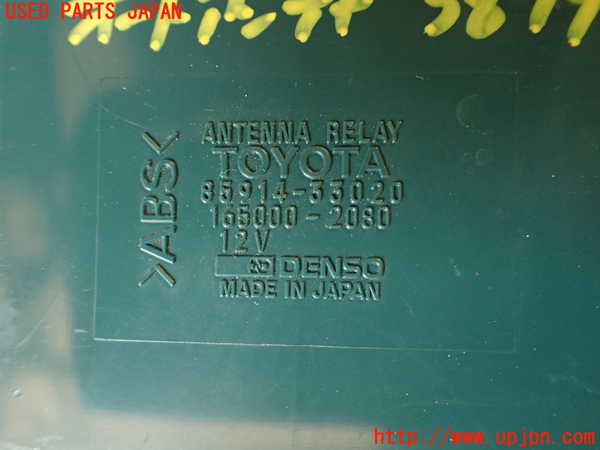 USED PARTS JAPAN
ANTENNA RELAY
TOYOTA
85914-33020
165000-2080
12V
DENSO
MADE IN JAPAN
>ABS<
http://www.upjpn.com